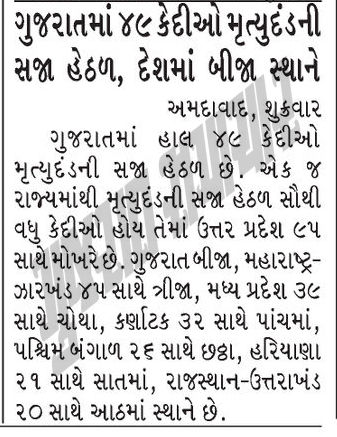 ગુજરાતમાં ૪૯ કેદીઓ મૃત્યુદંડની
સજા હેઠળ, દેશમાં બીજા સ્થાને
અમદાવાદ, શુક્રવાર
ગુજરાતમાં હાલ ૪૯ કેદીઓ
મૃત્યુદંડની સજા હેઠળ છે. એક જ
રાજ્યમાંથી મૃત્યુદંડની સજા હેઠળ સૌથી
વધુ કેદીઓ હોય તેમાં ઉત્તર પ્રદેશ ૯૫
સાથે મોખરે છે. ગુજરાત બીજા, મહારાષ્ટ્ર-
ઝારખંડ ૪૫ સાથે ત્રીજા, મધ્ય પ્રદેશ ૩૯
સાથે ચોથા, કર્ણાટક ૩૨ સાથે પાંચમાં,
પશ્ચિમ બંગાળ ૨૬ સાથે છઠ્ઠા, હરિયાણા
૨૧ સાથે સાતમાં, રાજસ્થાન-ઉત્તરાખંડ
૨૦ સાથે આઠમાં સ્થાને છે.